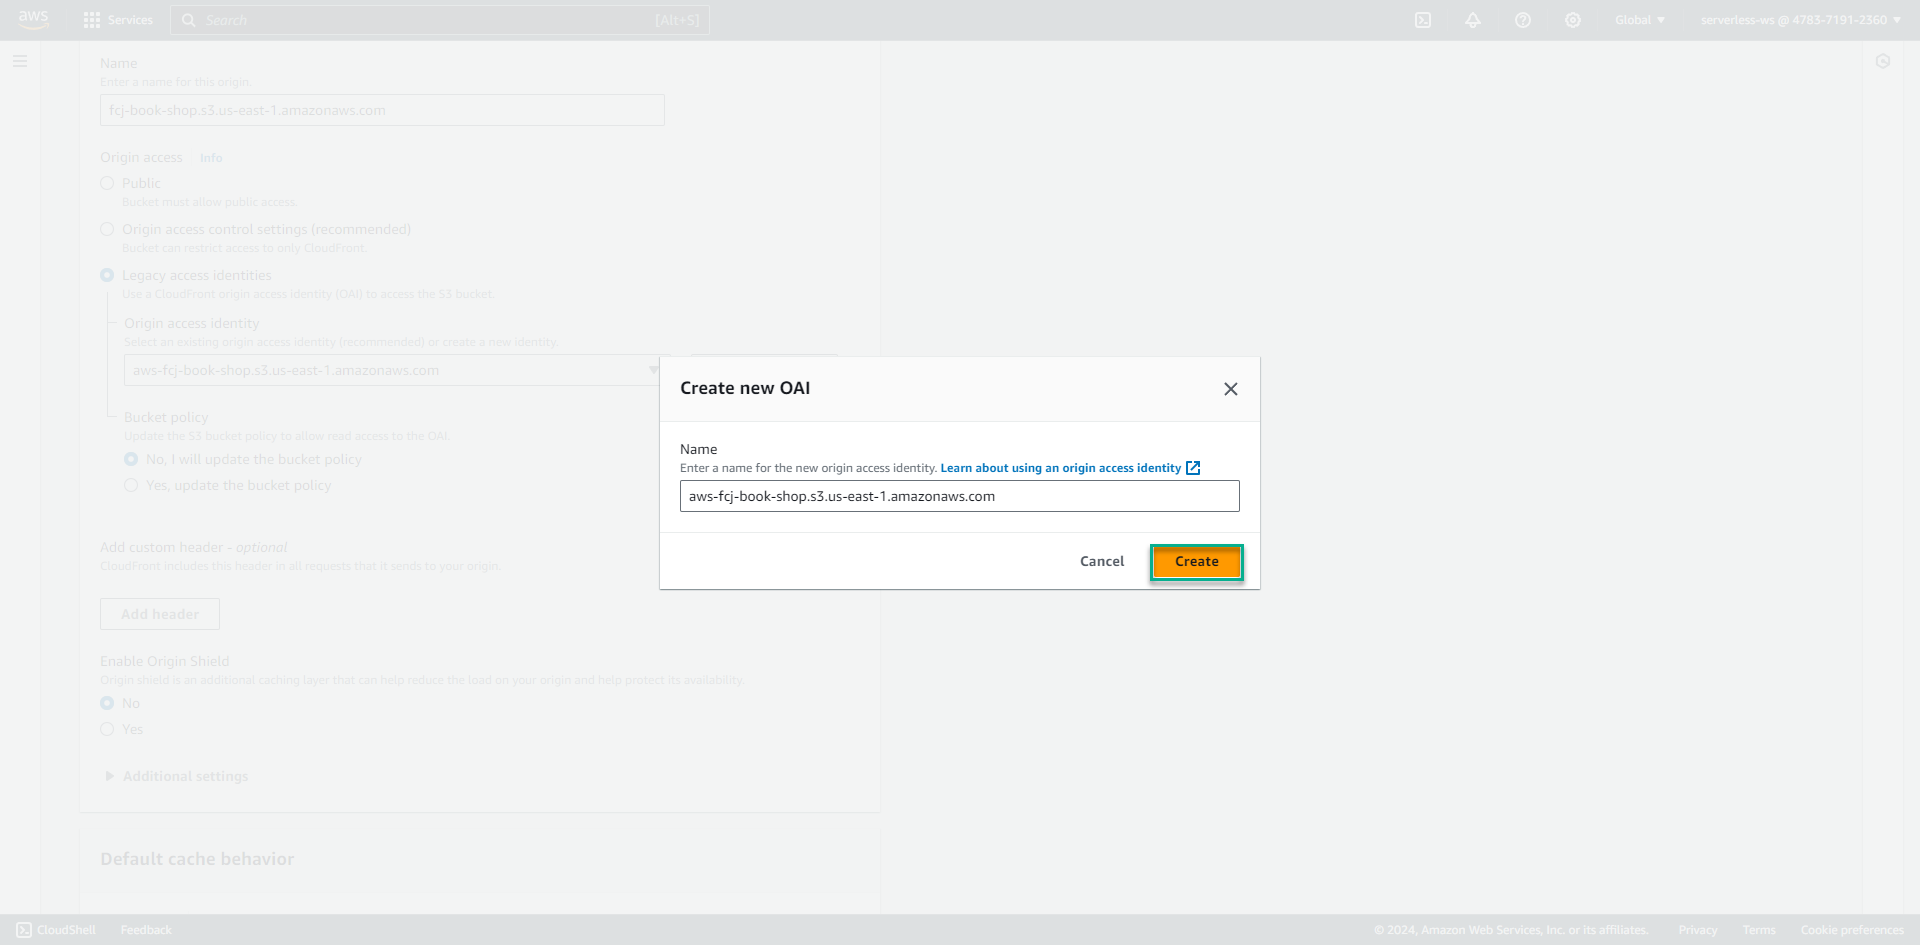 aws
Services
Search
[Alt+S]
Global
serverless-ws @ 4783-7191-2360
Name
Enter a name for this origin.
fcj-book-shop.s3.us-east-1.amazonaws.com
Origin access
Info
Public
Bucket must allow public access.
Origin access control settings (recommended)
Bucket can restrict access to only CloudFront.
Legacy access identities
Use a CloudFront origin access identity (OAI) to access the S3 bucket.
Origin access identity
Select an existing origin access identity (recommended) or create a new identity.
aws-fcj-book-shop.s3.us-east-1.amazonaws.com
Bucket policy
Update the S3 bucket policy to allow read access to the OAI.
No, I will update the bucket policy
Yes, update the bucket policy
Add custom header - optional
CloudFront includes this header in all requests that it sends to your origin.
Add header
Enable Origin Shield
Origin shield is an additional caching layer that can help reduce the load on your origin and help protect its availability.
No
Yes
Additional settings
Default cache behavior
Create new OAI
Name
Enter a name for the new origin access identity. Learn about using an origin access identity
aws-fcj-book-shop.s3.us-east-1.amazonaws.com
Cancel
Create
CloudShell
Feedback
© 2024, Amazon Web Services, Inc. or its affiliates.
Privacy
Terms
Cookie preferences